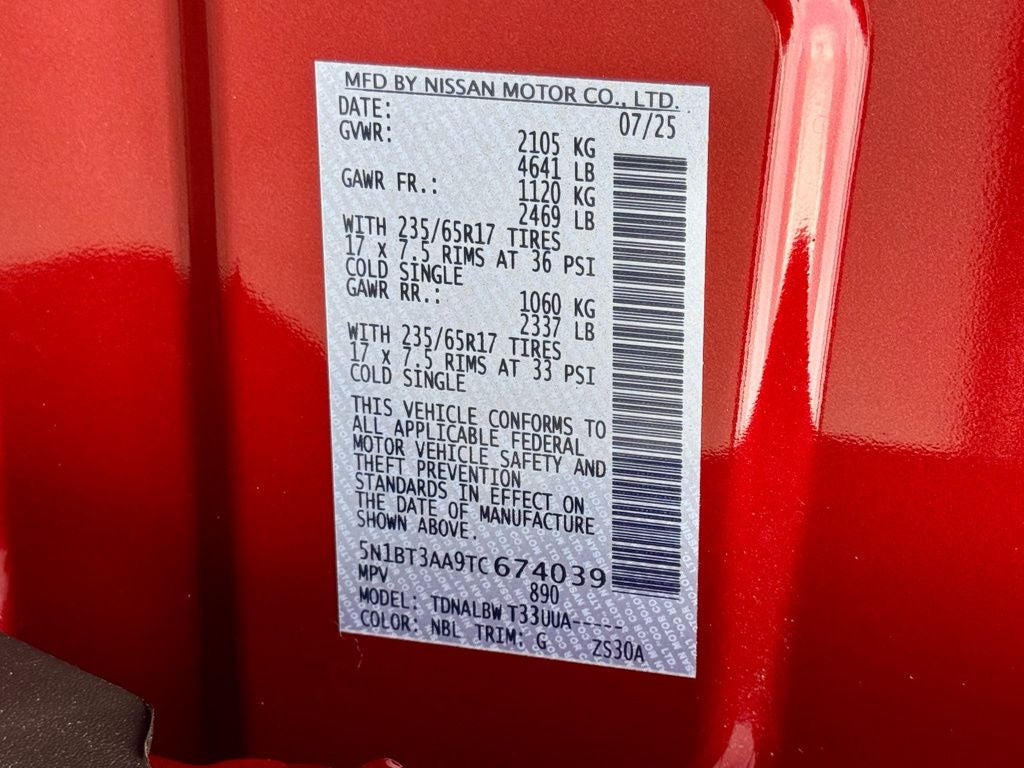 MFD BY NISSAN MOTOR CO., LTD.
DATE: 07/25
GVWR: 2105 KG
4641 LB
GAWR FR.: 1120 KG
2469 LB
WITH 235/65R17 TIRES
17 x 7.5 RIMS AT 36 PSI
COLD SINGLE
GAWR RR.: 1060 KG
2337 LB
WITH 235/65R17 TIRES
17 x 7.5 RIMS AT 33 PSI
COLD SINGLE
THIS VEHICLE CONFORMS TO
ALL APPLICABLE FEDERAL
MOTOR VEHICLE SAFETY AND
THEFT PREVENTION
STANDARDS IN EFFECT ON
THE DATE OF MANUFACTURE
SHOWN ABOVE.
5N1BT3AA9TC674039
MPV 890
MODEL: TDNALBW T33UUA-----
COLOR: NBL TRIM: G ZS30A